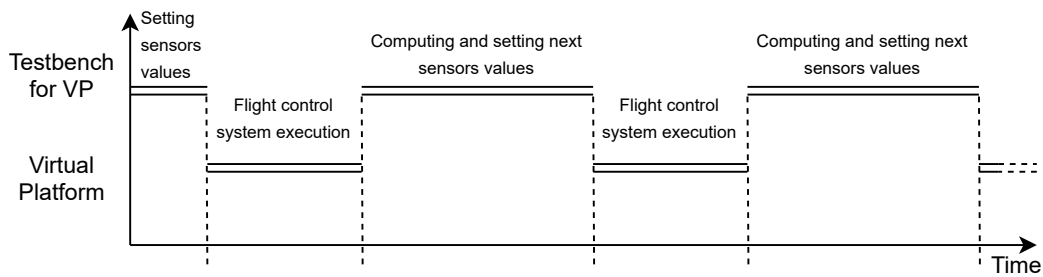 Setting
sensors
values
Testbench
for VP
Computing and setting next
sensors values
Computing and setting next
sensors values
Flight control
system execution
Flight control
system execution
Virtual
Platform
Time